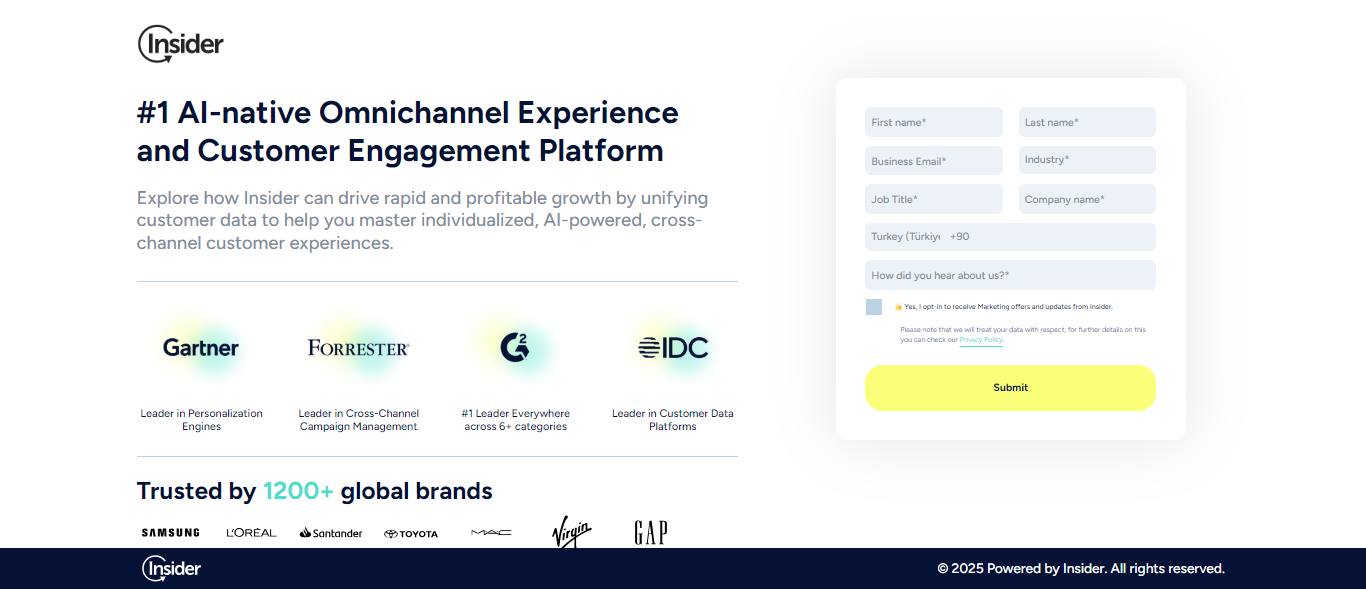 Insider
#1 AI-native Omnichannel Experience
and Customer Engagement Platform
Explore how Insider can drive rapid and profitable growth by unifying
customer data to help you master individualized, AI-powered, cross-
channel customer experiences.
Gartner
FORRESTER®
G2
IDC
Leader in Personalization
Engines
Leader in Cross-Channel
Campaign Management
#1 Leader Everywhere
across 6+ categories
Leader in Customer Data
Platforms
Trusted by 1200+ global brands
SAMSUNG
L'ORÉAL
Santander
TOYOTA
MAC
Virgin
GAP
First name*
Last name*
Business Email*
Industry*
Job Title*
Company name*
Turkey (Türkiye +90
How did you hear about us?*
👍 Yes, I opt-in to receive Marketing offers and updates from Insider.
Please note that we will treat your data with respect, for further details on this
you can check our Privacy Policy.
Submit
Insider
© 2025 Powered by Insider. All rights reserved.